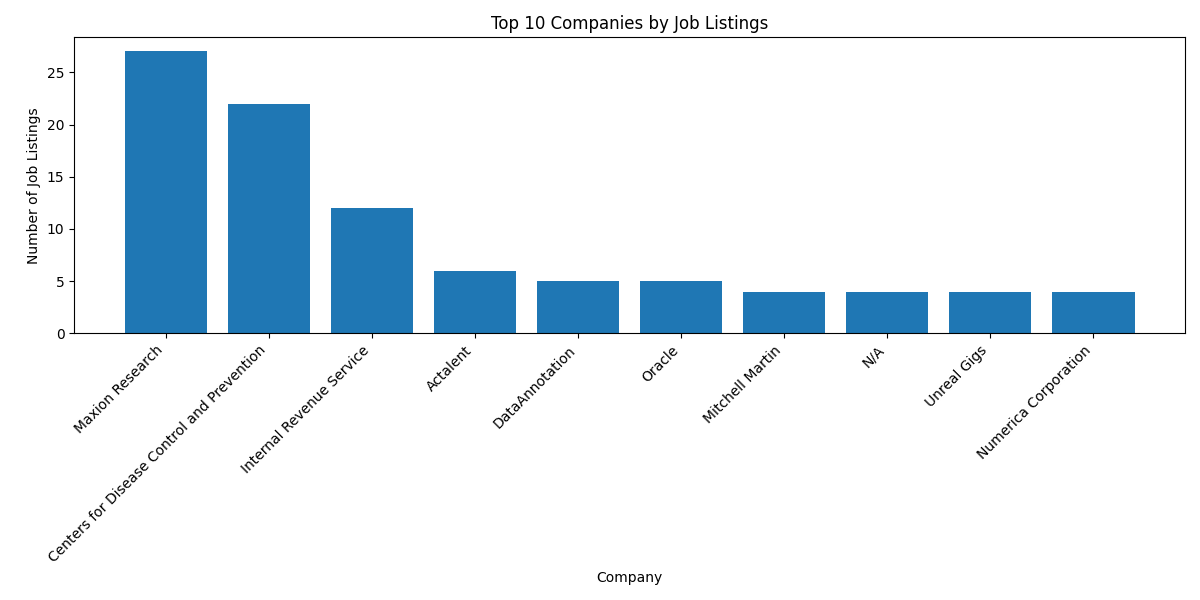 Top 10 Companies by Job Listings
Number of Job Listings
25
20
15
10
5
0
Maxion Research
Centers for Disease Control and Prevention
Internal Revenue Service
Actalent
DataAnnotation
Oracle
Mitchell Martin
N/A
Unreal Gigs
Numerica Corporation
Company